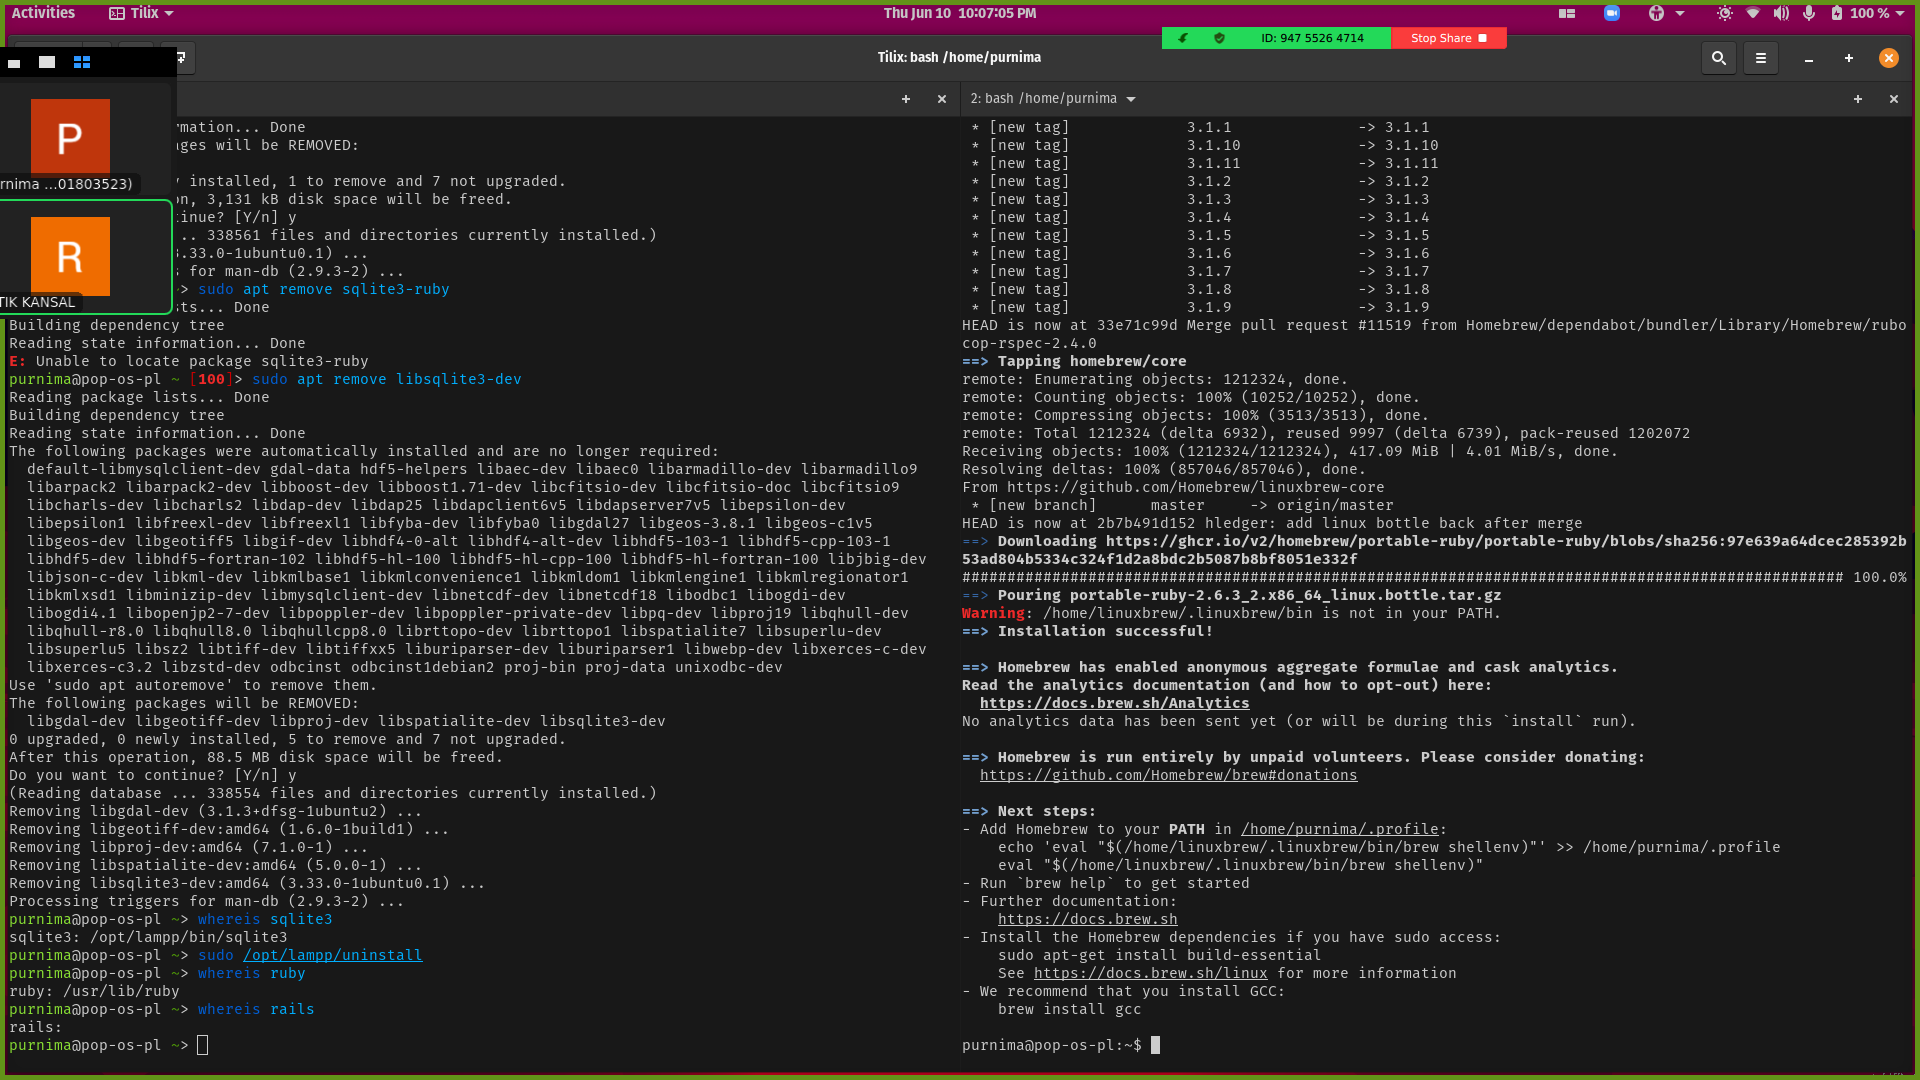 Activities
Tilix
Thu Jun 10 10:07:05 PM
100 %
ID: 947 5526 4714
Stop Share
Tilix: bash /home/purnima
P
rnima ...01803523)
R
TIK KANSAL
mation... Done
ages will be REMOVED:
installed, 1 to remove and 7 not upgraded.
on, 3,131 kB disk space will be freed.
inue? [Y/n] y
.. 338561 files and directories currently installed.)
3.33.0-1ubuntu0.1) ...
s for man-db (2.9.3-2) ...
> sudo apt remove sqlite3-ruby
sts... Done
Building dependency tree
Reading state information... Done
E: Unable to locate package sqlite3-ruby
purnima@pop-os-pl ~ [100]> sudo apt remove libsqlite3-dev
Reading package lists... Done
Building dependency tree
Reading state information... Done
The following packages were automatically installed and are no longer required:
default-libmysqlclient-dev gdal-data hdf5-helpers libaec-dev libaec0 libarmadillo-dev libarmadillo9
libarpack2 libarpack2-dev libboost-dev libboost1.71-dev libcfitsio-dev libcfitsio-doc libcfitsio9
libcharls-dev libcharls2 libdap-dev libdap25 libdapclient6v5 libdapserver7v5 libepsilon-dev
libepsilon1 libfreexl-dev libfreexl1 libfyba-dev libfyba0 libgdal27 libgeos-3.8.1 libgeos-c1v5
libgeos-dev libgeotiff5 libgif-dev libhdf4-0-alt libhdf4-alt-dev libhdf5-103-1 libhdf5-cpp-103-1
libhdf5-dev libhdf5-fortran-102 libhdf5-hl-100 libhdf5-hl-cpp-100 libhdf5-hl-fortran-100 libjbig-dev
libjson-c-dev libkml-dev libkmlbase1 libkmlconvenience1 libkmldom1 libkmlengine1 libkmlregionator1
libkmlxsd1 libminizip-dev libmysqlclient-dev libnetcdf-dev libnetcdf18 libodbc1 libogdi-dev
libogdi4.1 libopenjp2-7-dev libpoppler-dev libpoppler-private-dev libpq-dev libproj19 libqhull-dev
libqhull-r8.0 libqhull8.0 libqhullcpp8.0 librttopo-dev librttopo1 libspatialite7 libsuperlu-dev
libsuperlu5 libsz2 libtiff-dev libtiffxx5 liburiparser-dev liburiparser1 libwebp-dev libxerces-c-dev
libxerces-c3.2 libzstd-dev odbcinst odbcinst1debian2 proj-bin proj-data unixodbc-dev
Use 'sudo apt autoremove' to remove them.
The following packages will be REMOVED:
libgdal-dev libgeotiff-dev libproj-dev libspatialite-dev libsqlite3-dev
0 upgraded, 0 newly installed, 5 to remove and 7 not upgraded.
After this operation, 88.5 MB disk space will be freed.
Do you want to continue? [Y/n] y
(Reading database ... 338554 files and directories currently installed.)
Removing libgdal-dev (3.1.3+dfsg-1ubuntu2) ...
Removing libgeotiff-dev:amd64 (1.6.0-1build1) ...
Removing libproj-dev:amd64 (7.1.0-1) ...
Removing libspatialite-dev:amd64 (5.0.0-1) ...
Removing libsqlite3-dev:amd64 (3.33.0-1ubuntu0.1) ...
Processing triggers for man-db (2.9.3-2) ...
purnima@pop-os-pl ~> whereis sqlite3
sqlite3: /opt/lampp/bin/sqlite3
purnima@pop-os-pl ~> sudo /opt/lampp/uninstall
purnima@pop-os-pl ~> whereis ruby
ruby: /usr/lib/ruby
purnima@pop-os-pl ~> whereis rails
rails:
purnima@pop-os-pl ~>
2: bash /home/purnima
* [new tag] 3.1.1 -> 3.1.1
* [new tag] 3.1.10 -> 3.1.10
* [new tag] 3.1.11 -> 3.1.11
* [new tag] 3.1.2 -> 3.1.2
* [new tag] 3.1.3 -> 3.1.3
* [new tag] 3.1.4 -> 3.1.4
* [new tag] 3.1.5 -> 3.1.5
* [new tag] 3.1.6 -> 3.1.6
* [new tag] 3.1.7 -> 3.1.7
* [new tag] 3.1.8 -> 3.1.8
* [new tag] 3.1.9 -> 3.1.9
HEAD is now at 33e71c99d Merge pull request #11519 from Homebrew/dependabot/bundler/Library/Homebrew/rubo
cop-rspec-2.4.0
==> Tapping homebrew/core
remote: Enumerating objects: 1212324, done.
remote: Counting objects: 100% (10252/10252), done.
remote: Compressing objects: 100% (3513/3513), done.
remote: Total 1212324 (delta 6932), reused 9997 (delta 6739), pack-reused 1202072
Receiving objects: 100% (1212324/1212324), 417.09 MiB | 4.01 MiB/s, done.
Resolving deltas: 100% (857046/857046), done.
From https://github.com/Homebrew/linuxbrew-core
* [new branch] master -> origin/master
HEAD is now at 2b7b491d152 hledger: add linux bottle back after merge
==> Downloading https://ghcr.io/v2/homebrew/portable-ruby/portable-ruby/blobs/sha256:97e639a64dcec285392b
53ad804b5334c324f1d2a8bdc2b5087b8bf8051e332f
################################################################################################## 100.0%
==> Pouring portable-ruby-2.6.3_2.x86_64_linux.bottle.tar.gz
Warning: /home/linuxbrew/.linuxbrew/bin is not in your PATH.
==> Installation successful!
==> Homebrew has enabled anonymous aggregate formulae and cask analytics.
Read the analytics documentation (and how to opt-out) here:
https://docs.brew.sh/Analytics
No analytics data has been sent yet (or will be during this `install` run).
==> Homebrew is run entirely by unpaid volunteers. Please consider donating:
https://github.com/Homebrew/brew#donations
==> Next steps:
- Add Homebrew to your PATH in /home/purnima/.profile:
echo 'eval "$(/home/linuxbrew/.linuxbrew/bin/brew shellenv)"' >> /home/purnima/.profile
eval "$(/home/linuxbrew/.linuxbrew/bin/brew shellenv)"
- Run `brew help` to get started
- Further documentation:
https://docs.brew.sh
- Install the Homebrew dependencies if you have sudo access:
sudo apt-get install build-essential
See https://docs.brew.sh/linux for more information
- We recommend that you install GCC:
brew install gcc
purnima@pop-os-pl:~$